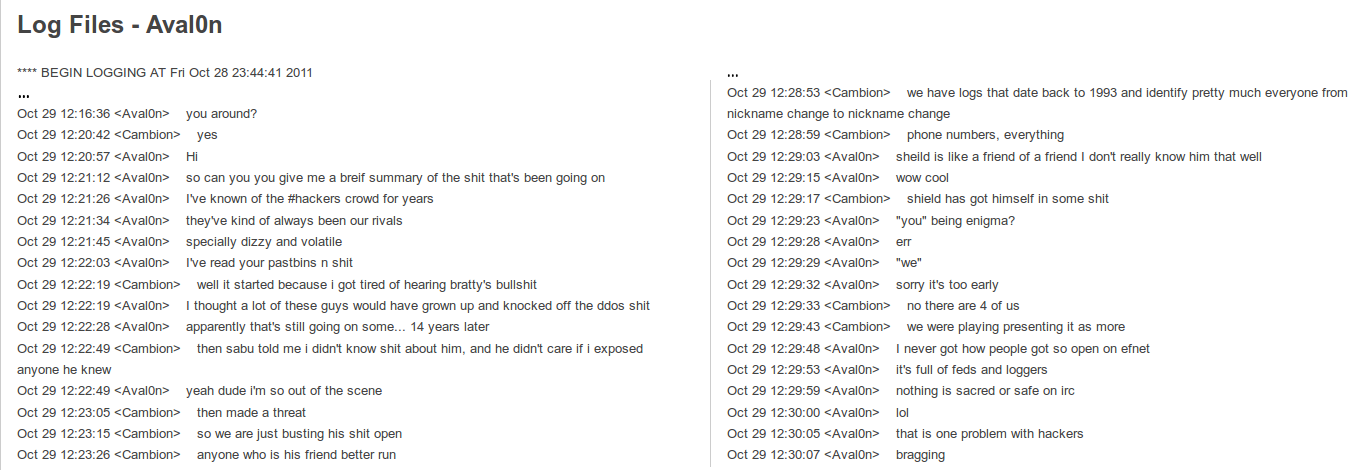 Log Files - Aval0n
**** BEGIN LOGGING AT Fri Oct 28 23:44:41 2011
...
Oct 29 12:16:36 <Aval0n> you around?
Oct 29 12:20:42 <Cambion> yes
Oct 29 12:20:57 <Aval0n> Hi
Oct 29 12:21:12 <Aval0n> so can you you give me a breif summary of the shit that's been going on
Oct 29 12:21:26 <Aval0n> I've known of the #hackers crowd for years
Oct 29 12:21:34 <Aval0n> they've kind of always been our rivals
Oct 29 12:21:45 <Aval0n> specially dizzy and volatile
Oct 29 12:22:03 <Aval0n> I've read your pastbins n shit
Oct 29 12:22:19 <Cambion> well it started because i got tired of hearing bratty's bullshit
Oct 29 12:22:19 <Aval0n> I thought a lot of these guys would have grown up and knocked off the ddos shit
Oct 29 12:22:28 <Aval0n> apparently that's still going on some... 14 years later
Oct 29 12:22:49 <Cambion> then sabu told me i didn't know shit about him, and he didn't care if i exposed
anyone he knew
Oct 29 12:22:49 <Aval0n> yeah dude i'm so out of the scene
Oct 29 12:23:05 <Cambion> then made a threat
Oct 29 12:23:15 <Cambion> so we are just busting his shit open
Oct 29 12:23:26 <Cambion> anyone who is his friend better run
...
Oct 29 12:28:53 <Cambion> we have logs that date back to 1993 and identify pretty much everyone from
nickname change to nickname change
Oct 29 12:28:59 <Cambion> phone numbers, everything
Oct 29 12:29:03 <Aval0n> sheild is like a friend of a friend I don't really know him that well
Oct 29 12:29:15 <Aval0n> wow cool
Oct 29 12:29:17 <Cambion> shield has got himself in some shit
Oct 29 12:29:23 <Aval0n> "you" being enigma?
Oct 29 12:29:28 <Aval0n> err
Oct 29 12:29:29 <Aval0n> "we"
Oct 29 12:29:32 <Aval0n> sorry it's too early
Oct 29 12:29:33 <Cambion> no there are 4 of us
Oct 29 12:29:43 <Cambion> we were playing presenting it as more
Oct 29 12:29:48 <Aval0n> I never got how people got so open on efnet
Oct 29 12:29:53 <Aval0n> it's full of feds and loggers
Oct 29 12:29:59 <Aval0n> nothing is sacred or safe on irc
Oct 29 12:30:00 <Aval0n> lol
Oct 29 12:30:05 <Aval0n> that is one problem with hackers
Oct 29 12:30:07 <Aval0n> bragging